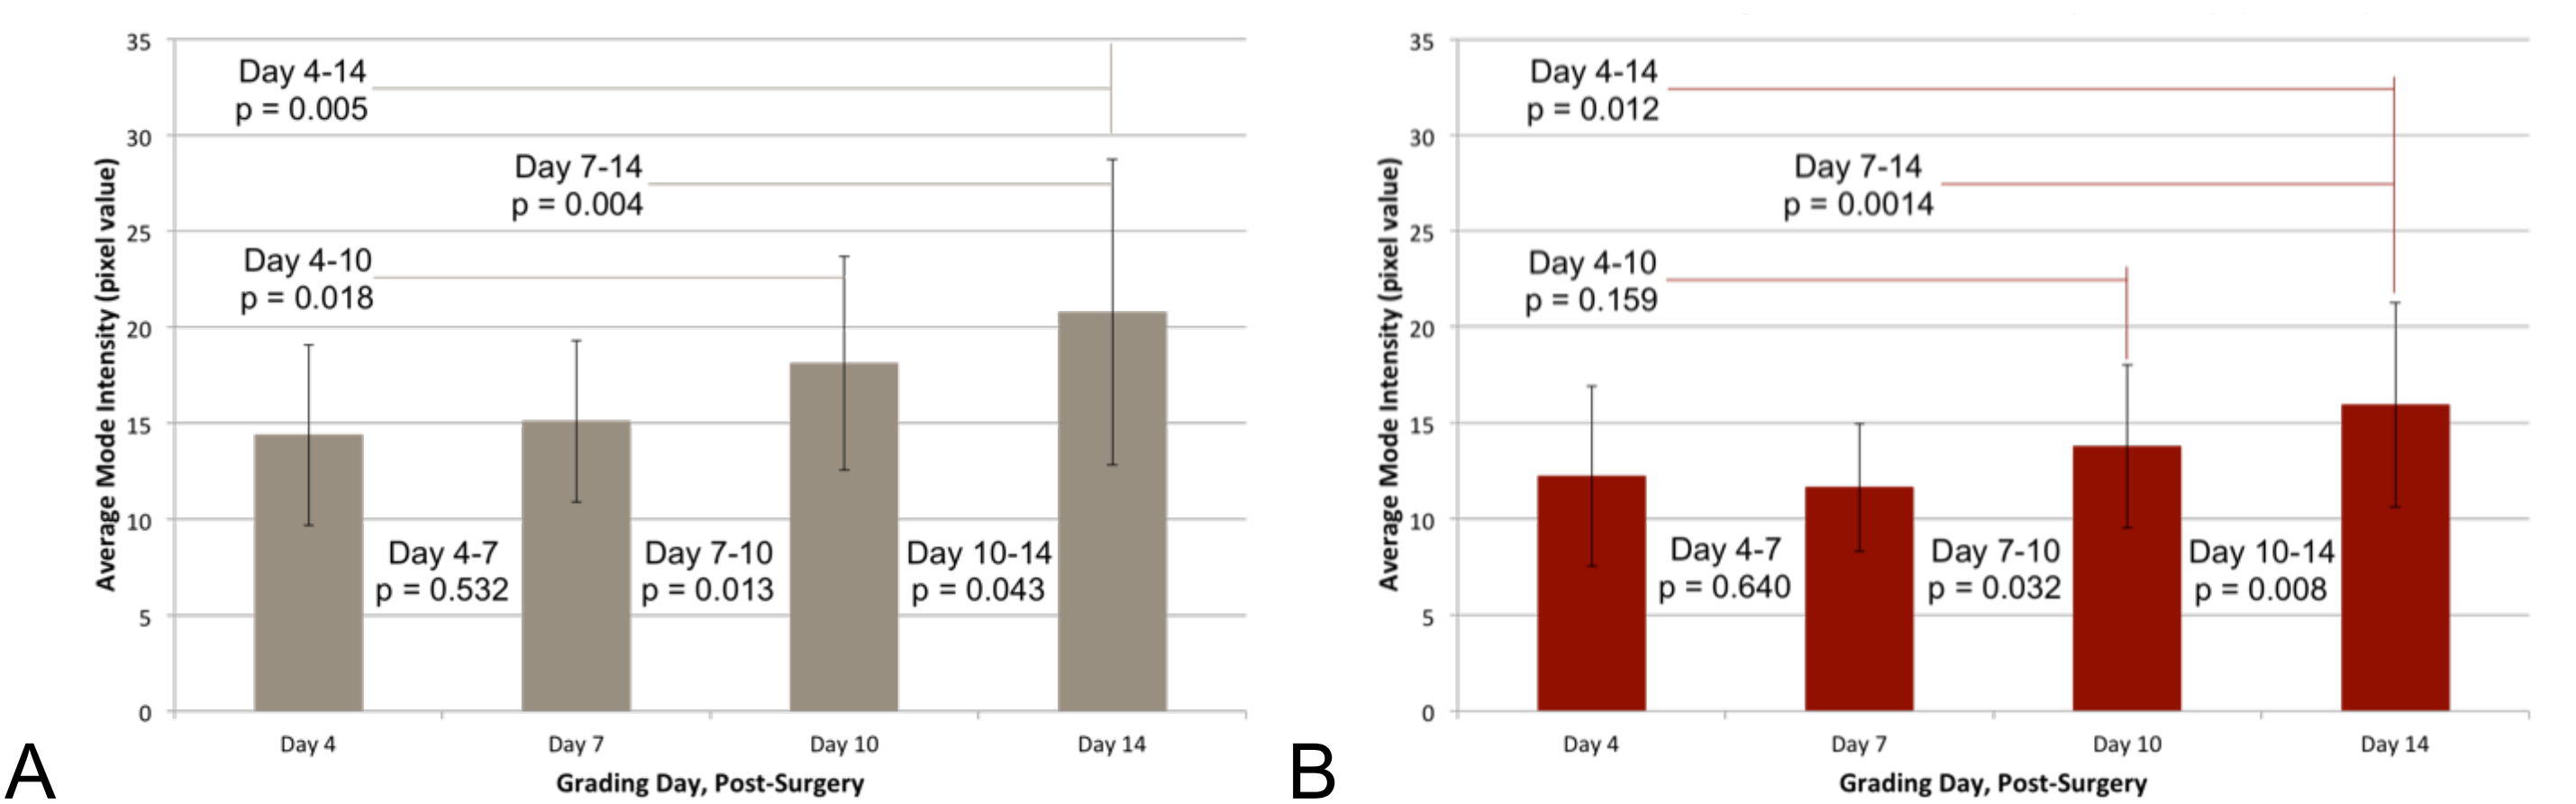 35
30
25
20
15
10
5
0
Average Mode Intensity (pixel value)
Day 4-14
p = 0.005
Day 7-14
p = 0.004
Day 4-10
p = 0.018
Day 4-7
p = 0.532
Day 7-10
p = 0.013
Day 10-14
p = 0.043
Day 4
Day 7
Day 10
Day 14
Grading Day, Post-Surgery
A
35
30
25
20
15
10
5
0
Average Mode Intensity (pixel value)
Day 4-14
p = 0.012
Day 7-14
p = 0.0014
Day 4-10
p = 0.159
Day 4-7
p = 0.640
Day 7-10
p = 0.032
Day 10-14
p = 0.008
Day 4
Day 7
Day 10
Day 14
Grading Day, Post-Surgery
B